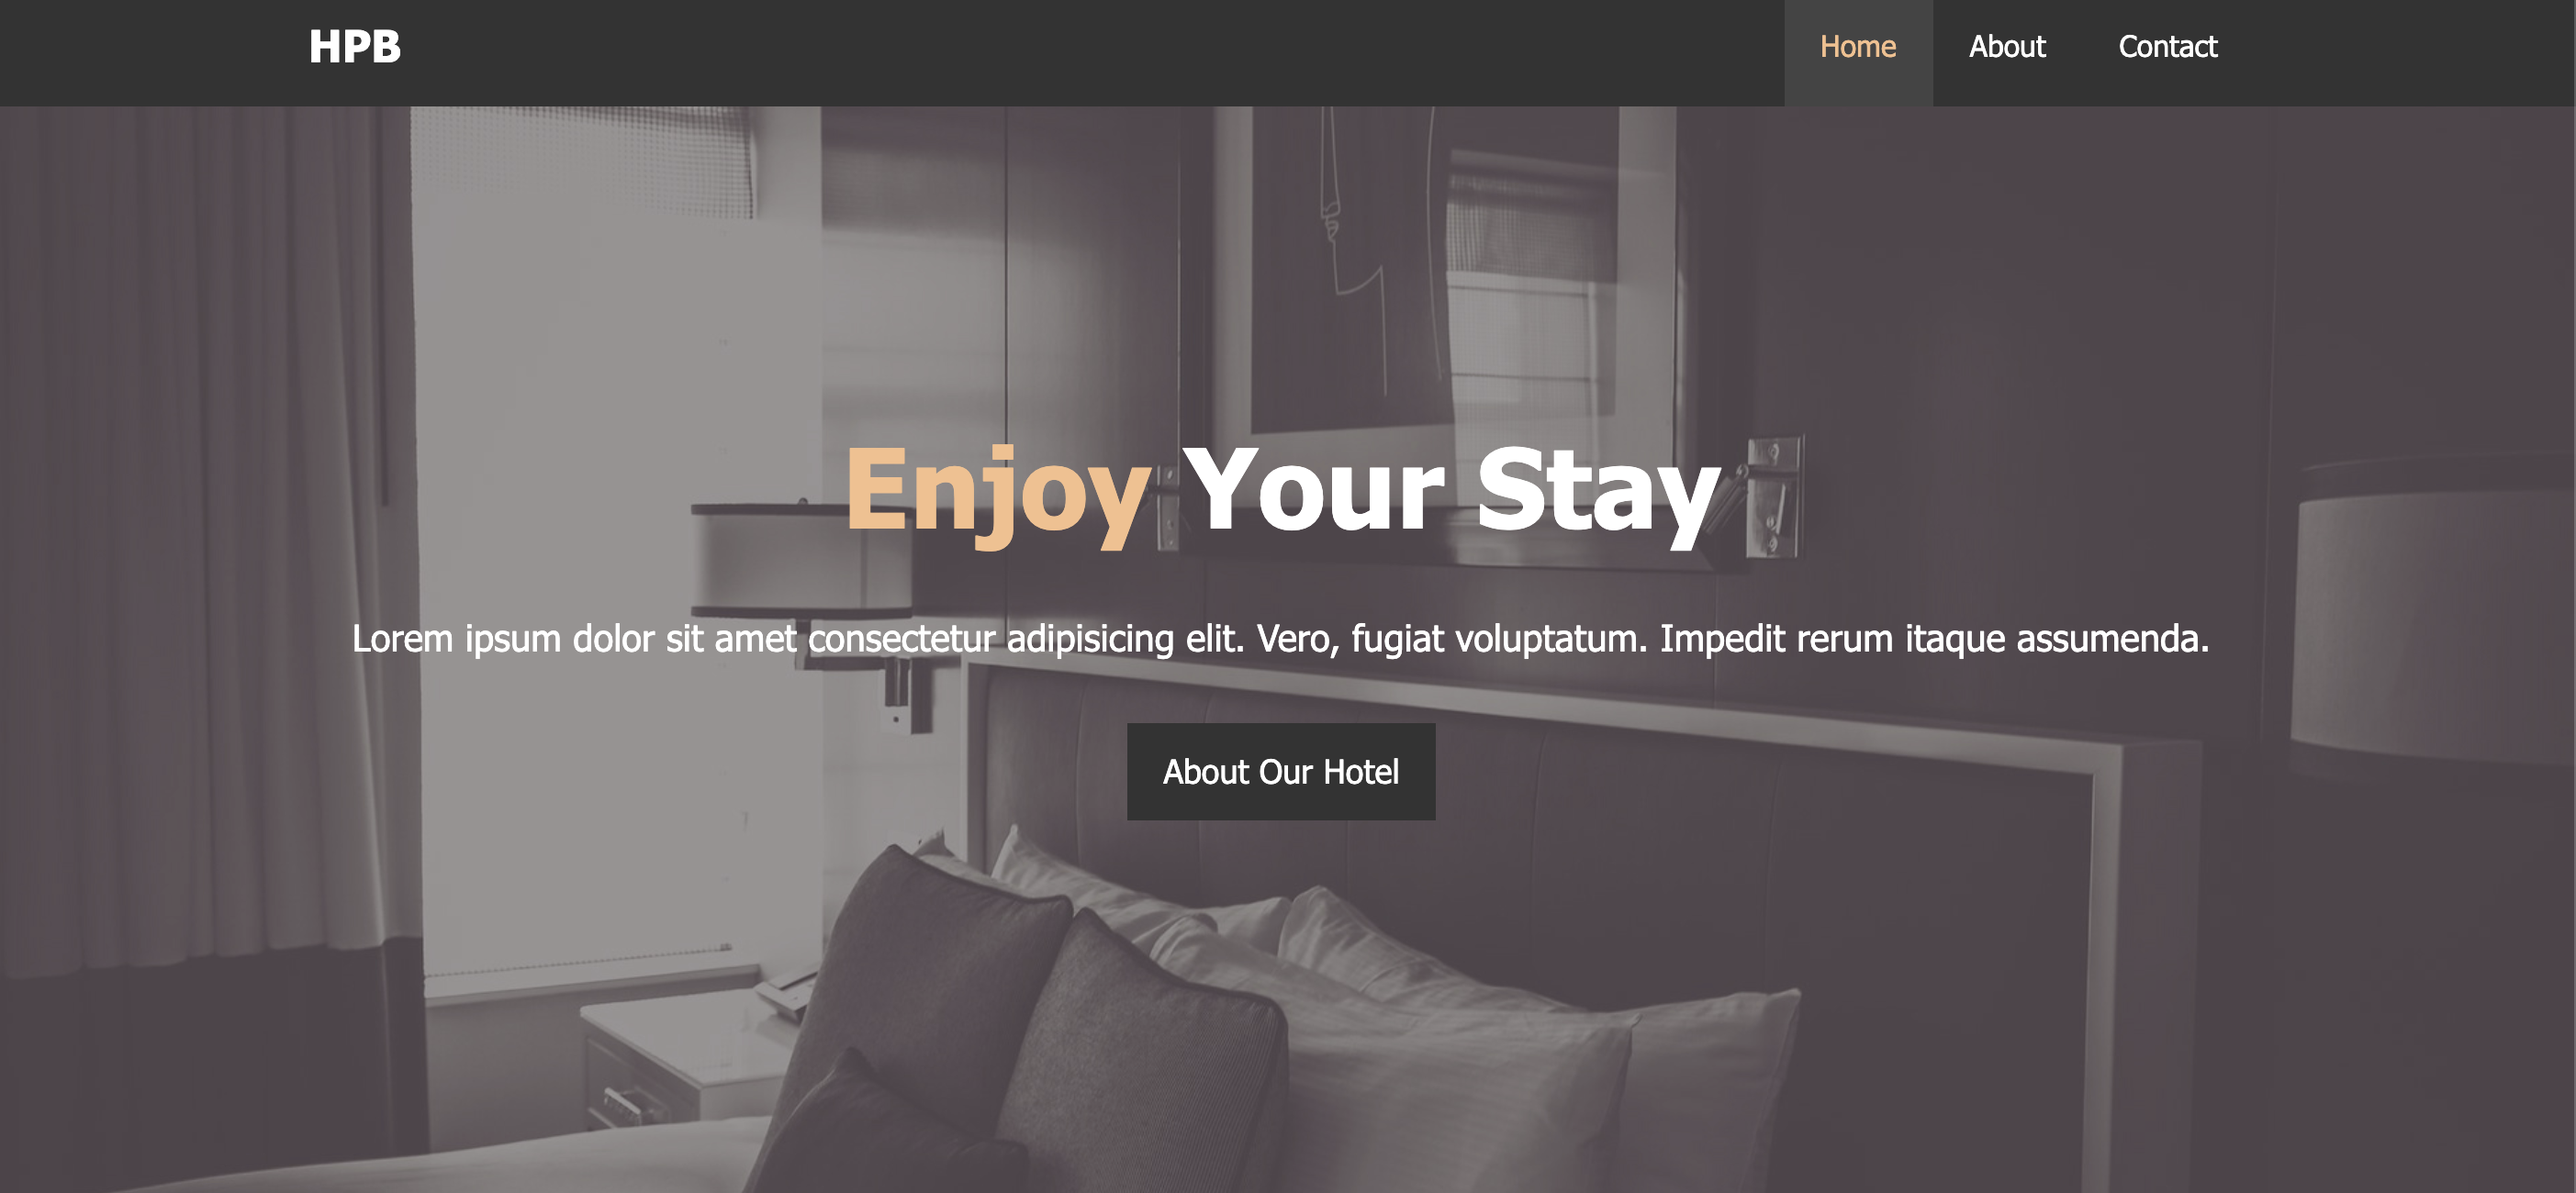 HPB
Home
About
Contact
Enjoy Your Stay
Lorem ipsum dolor sit amet consectetur adipisicing elit. Vero, fugiat voluptatum. Impedit rerum itaque assumenda.
About Our Hotel